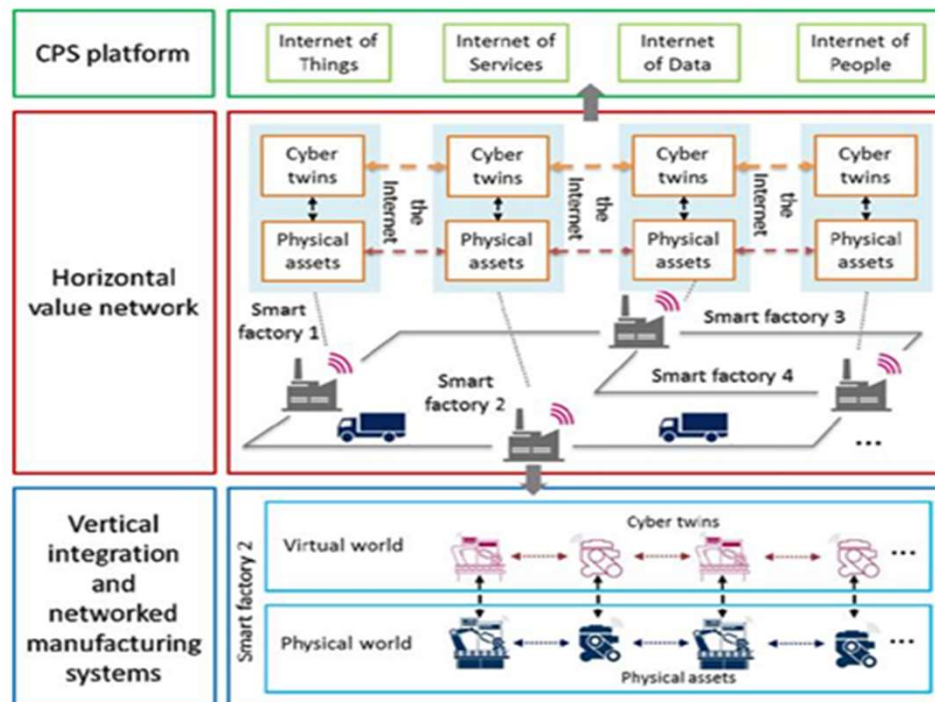 CPS platform
Internet of
Things
Internet of
Services
Internet
of Data
Internet of
People
Horizontal
value network
Cyber
twins
Physical
assets
the
Internet
Cyber
twins
Physical
assets
the
Internet
Cyber
twins
Physical
assets
the
Internet
Cyber
twins
Physical
assets
Smart
factory 1
Smart
factory 2
Smart factory 3
Smart factory 4
...
Vertical
integration
and
networked
manufacturing
systems
Smart factory 2
Virtual world
Cyber twins
...
Physical world
Physical assets
...